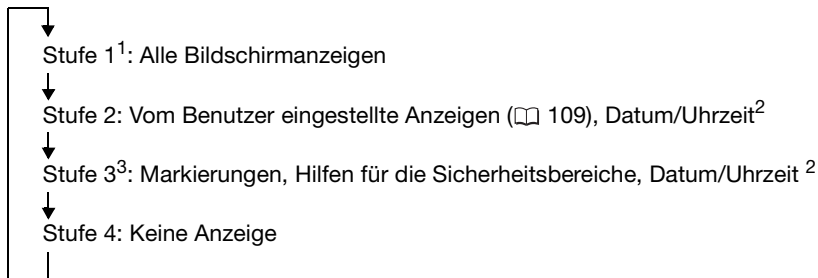 Stufe 1¹: Alle Bildschirmanzeigen
Stufe 2: Vom Benutzer eingestellte Anzeigen (📖 109), Datum/Uhrzeit²
Stufe 3³: Markierungen, Hilfen für die Sicherheitsbereiche, Datum/Uhrzeit ²
Stufe 4: Keine Anzeige